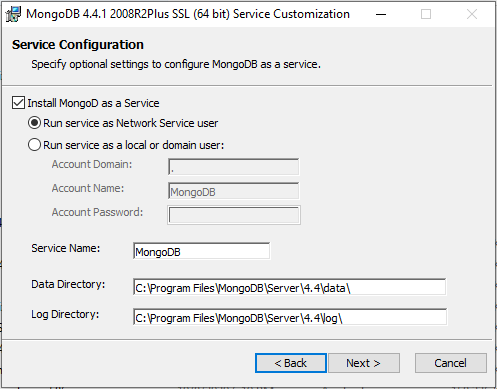 MongoDB 4.4.1 2008R2Plus SSL (64 bit) Service Customization
Service Configuration
Specify optional settings to configure MongoDB as a service.
Install MongoD as a Service
Run service as Network Service user
Run service as a local or domain user:
Account Domain: .
Account Name: MongoDB
Account Password:
Service Name: MongoDB
Data Directory: C:\Program Files\MongoDB\Server\4.4\data\
Log Directory: C:\Program Files\MongoDB\Server\4.4\log\
< Back Next > Cancel